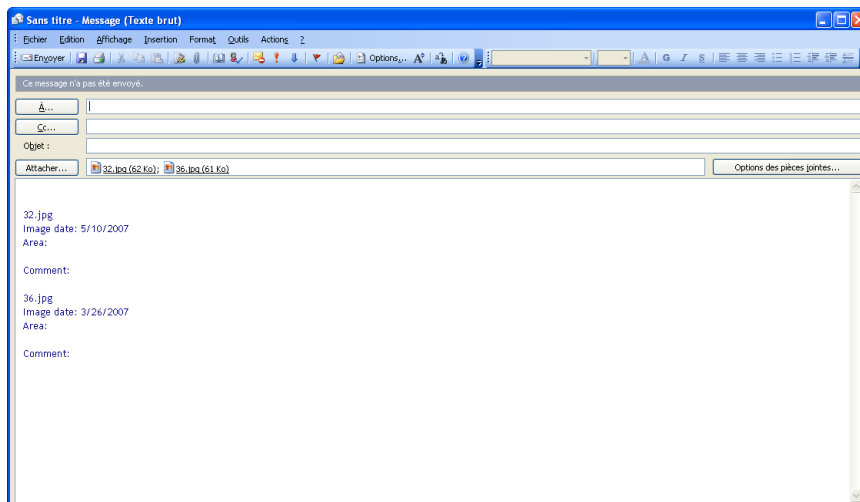 Sans titre - Message (Texte brut)
Fichier Edition Affichage Insertion Format Outils Actions ?
Envoyer Options...
G I S
Ce message n'a pas été envoyé.
À...
Cc...
Objet :
Attacher... 32.jpg (62 Ko); 36.jpg (61 Ko) Options des pièces jointes...
32.jpg
Image date: 5/10/2007
Area:
Comment:
36.jpg
Image date: 3/26/2007
Area:
Comment: